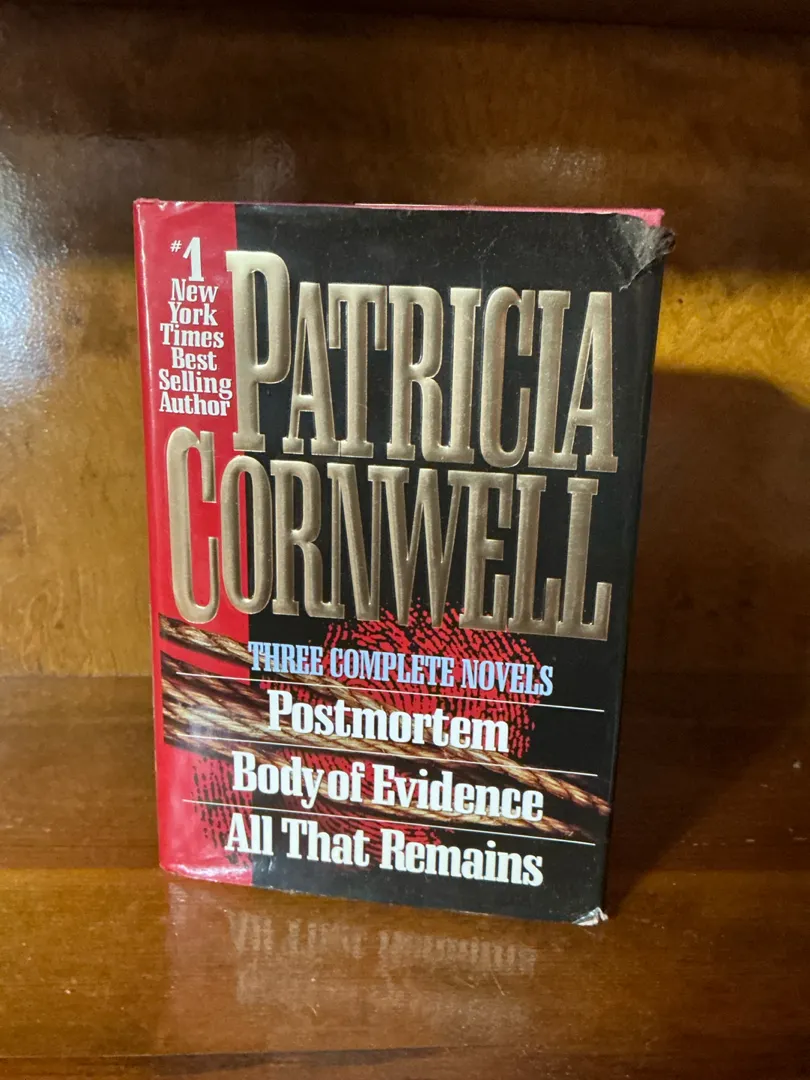 #1
New
York
Times
Best
Selling
Author
PATRICIA
CORNWELL
THREE COMPLETE NOVELS
Postmortem
Body of Evidence
All That Remains